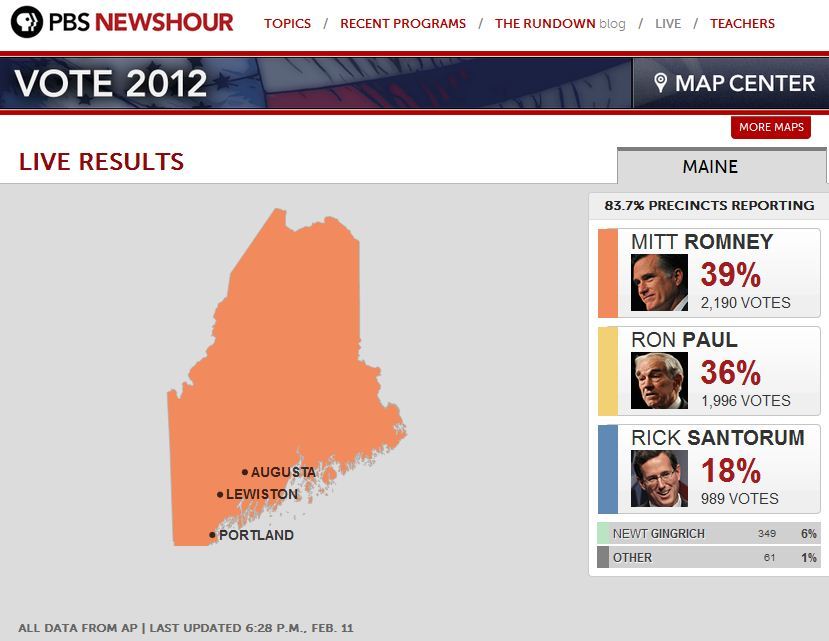 PBS NEWSHOUR
TOPICS / RECENT PROGRAMS / THE RUNDOWN blog / LIVE / TEACHERS
VOTE 2012
MAP CENTER
MORE MAPS
LIVE RESULTS
MAINE
83.7% PRECINCTS REPORTING
MITT ROMNEY
39%
2,190 VOTES
RON PAUL
36%
1,996 VOTES
RICK SANTORUM
18%
989 VOTES
NEWT GINGRICH 349 6%
OTHER 61 1%
AUGUSTA
LEWISTON
PORTLAND
ALL DATA FROM AP | LAST UPDATED 6:28 P.M., FEB. 11